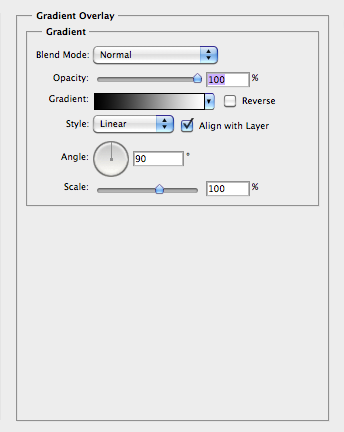 Gradient Overlay
Gradient
Blend Mode: Normal
Opacity: 100 %
Gradient: Reverse
Style: Linear Align with Layer
Angle: 90 °
Scale: 100 %